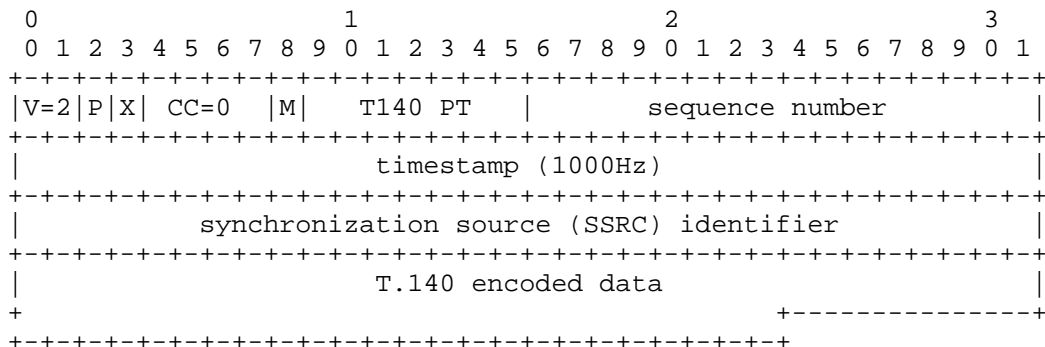 0                   1                   2                   3
 0 1 2 3 4 5 6 7 8 9 0 1 2 3 4 5 6 7 8 9 0 1 2 3 4 5 6 7 8 9 0 1
+-+-+-+-+-+-+-+-+-+-+-+-+-+-+-+-+-+-+-+-+-+-+-+-+-+-+-+-+-+-+-+-+
|V=2|P|X| CC=0  |M|   T140 PT   |       sequence number         |
+-+-+-+-+-+-+-+-+-+-+-+-+-+-+-+-+-+-+-+-+-+-+-+-+-+-+-+-+-+-+-+-+
|                      timestamp (1000Hz)                       |
+-+-+-+-+-+-+-+-+-+-+-+-+-+-+-+-+-+-+-+-+-+-+-+-+-+-+-+-+-+-+-+-+
|           synchronization source (SSRC) identifier            |
+-+-+-+-+-+-+-+-+-+-+-+-+-+-+-+-+-+-+-+-+-+-+-+-+-+-+-+-+-+-+-+-+
|                      T.140 encoded data                       |
+                                               +---------------+
+-+-+-+-+-+-+-+-+-+-+-+-+-+-+-+-+-+-+-+-+-+-+-+-+